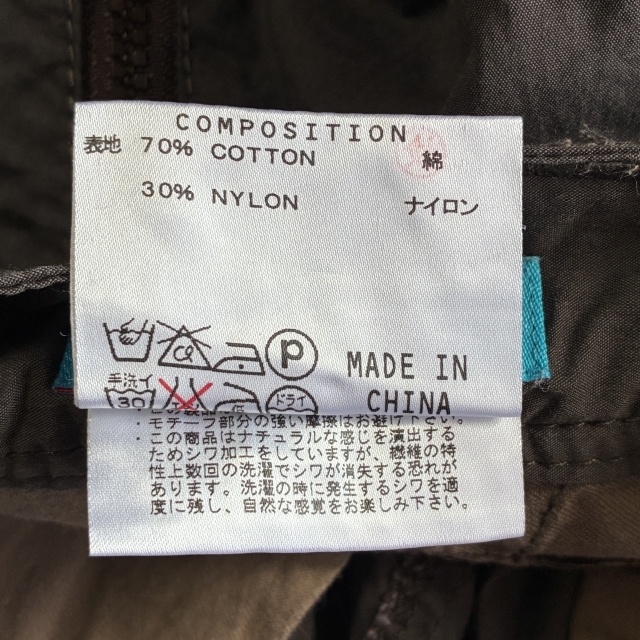 COMPOSITION
表地 70% COTTON 綿
30% NYLON ナイロン
Cl P
MADE IN
CHINA
手洗イ
30 エ 低 ドライ
・モチーフ部分の強い摩擦はお避け下さい。
・この商品はナチュラルな感じを演出する
ためシワ加工をしていますが、撚維の特
性上数回の洗濯でシワが消失する恐れが
あります。洗濯の時に発生するシワを適
度に残し、自然な感覚をお楽しみ下さい。